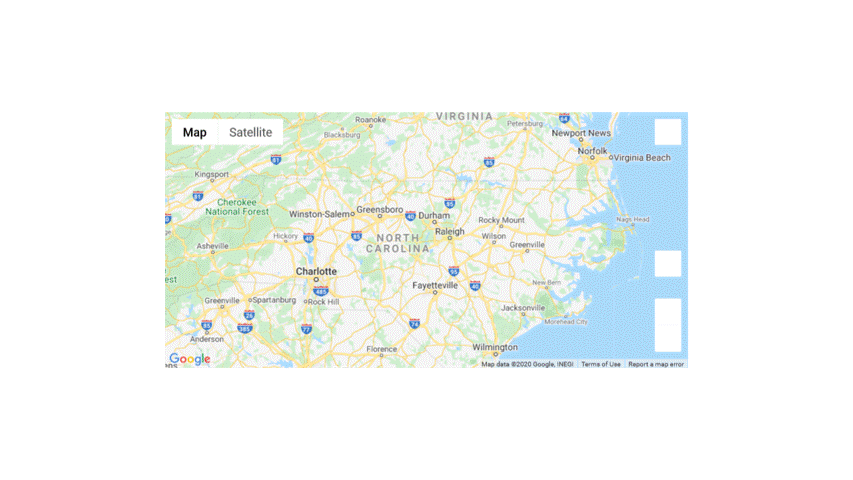 Map
Satellite
Roanoke
VIRGINIA
64
Petersburg
Blacksburg
Newport News
81
85
Norfolk
Virginia Beach
Kingsport
81
Cherokee
National Forest
85
Winston-Salem
Greensboro
40
Durham
Rocky Mount
Nags Head
Raleigh
Hickory
40
85
NORTH
CAROLINA
Wilson
Greenville
Asheville
Charlotte
95
est
485
Fayetteville
40
New Bern
Greenville
Spartanburg
Rock Hill
Jacksonville
26
85
385
77
74
Morehead City
Anderson
Florence
Wilmington
Google
Map data ©2020 Google, INEGI
Terms of Use
Report a map error